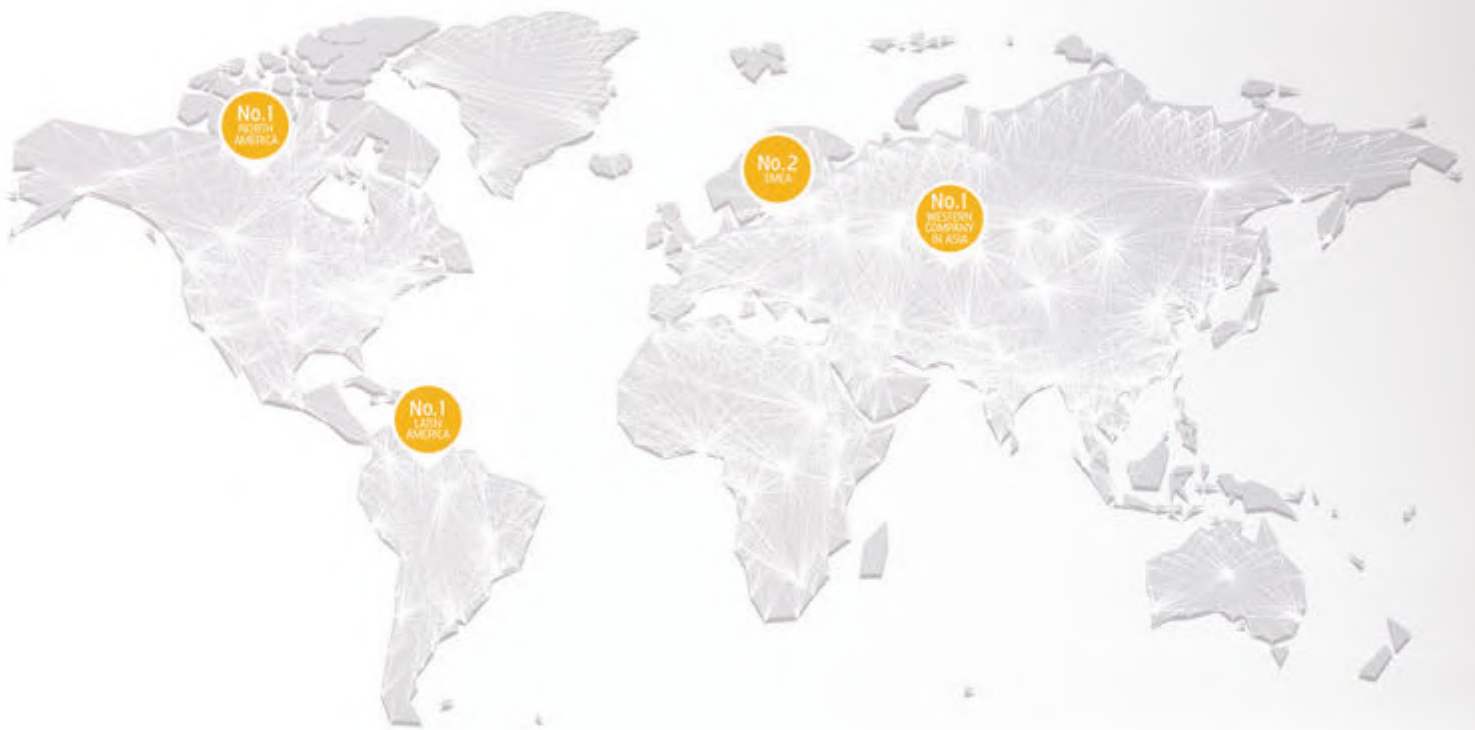 No.1
NORTH
AMERICA
No.2
EMEA
No.1
WESTERN
COMPANY
IN ASIA
No.1
LATIN
AMERICA